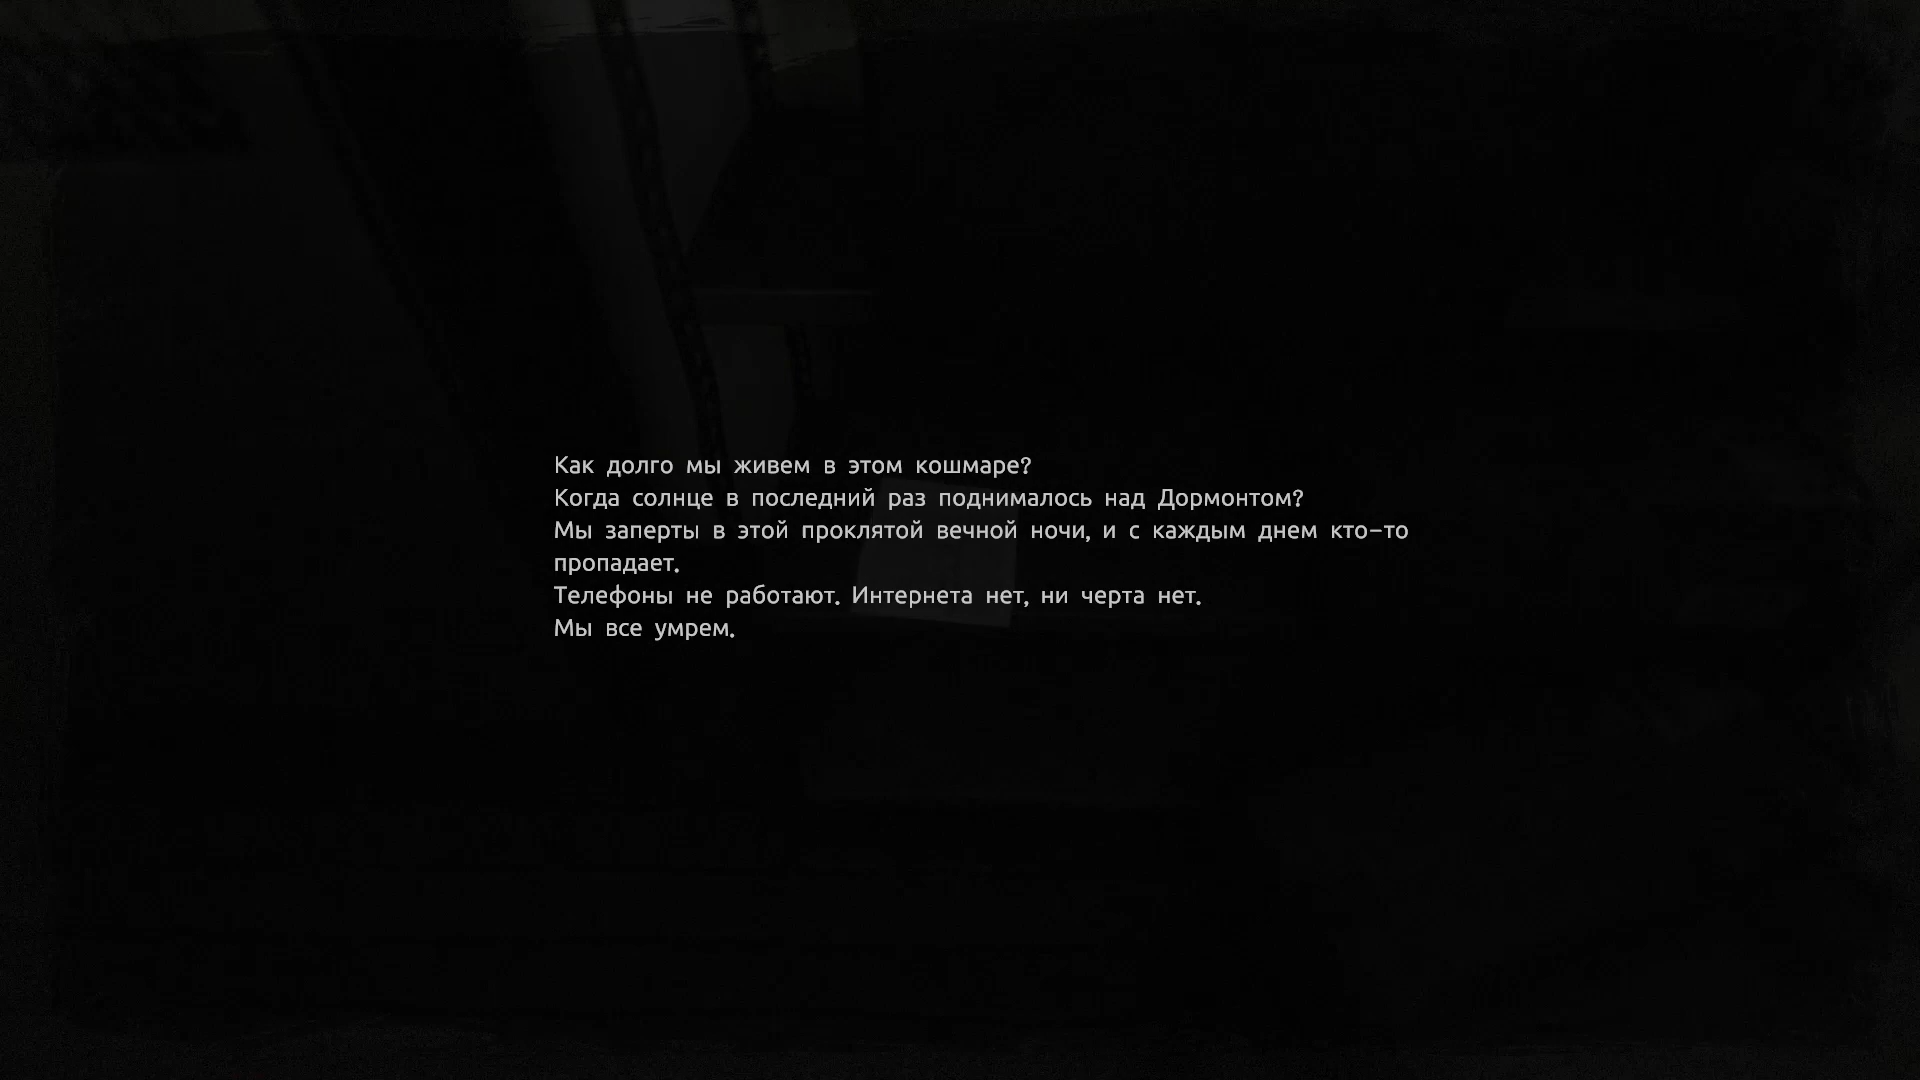 Как долго мы живем в этом кошмаре?
Когда солнце в последний раз поднималось над Дормонтом?
Мы заперты в этой проклятой вечной ночи, и с каждым днем кто-то
пропадает.
Телефоны не работают. Интернета нет, ни черта нет.
Мы все умрем.